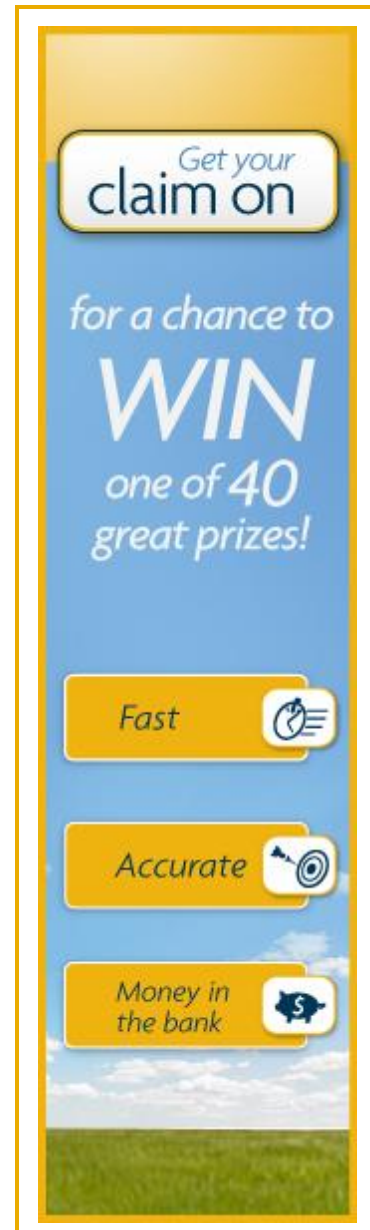 Get your
claim on
for a chance to
WIN
one of 40
great prizes!
Fast
Accurate
$
Money in
the bank